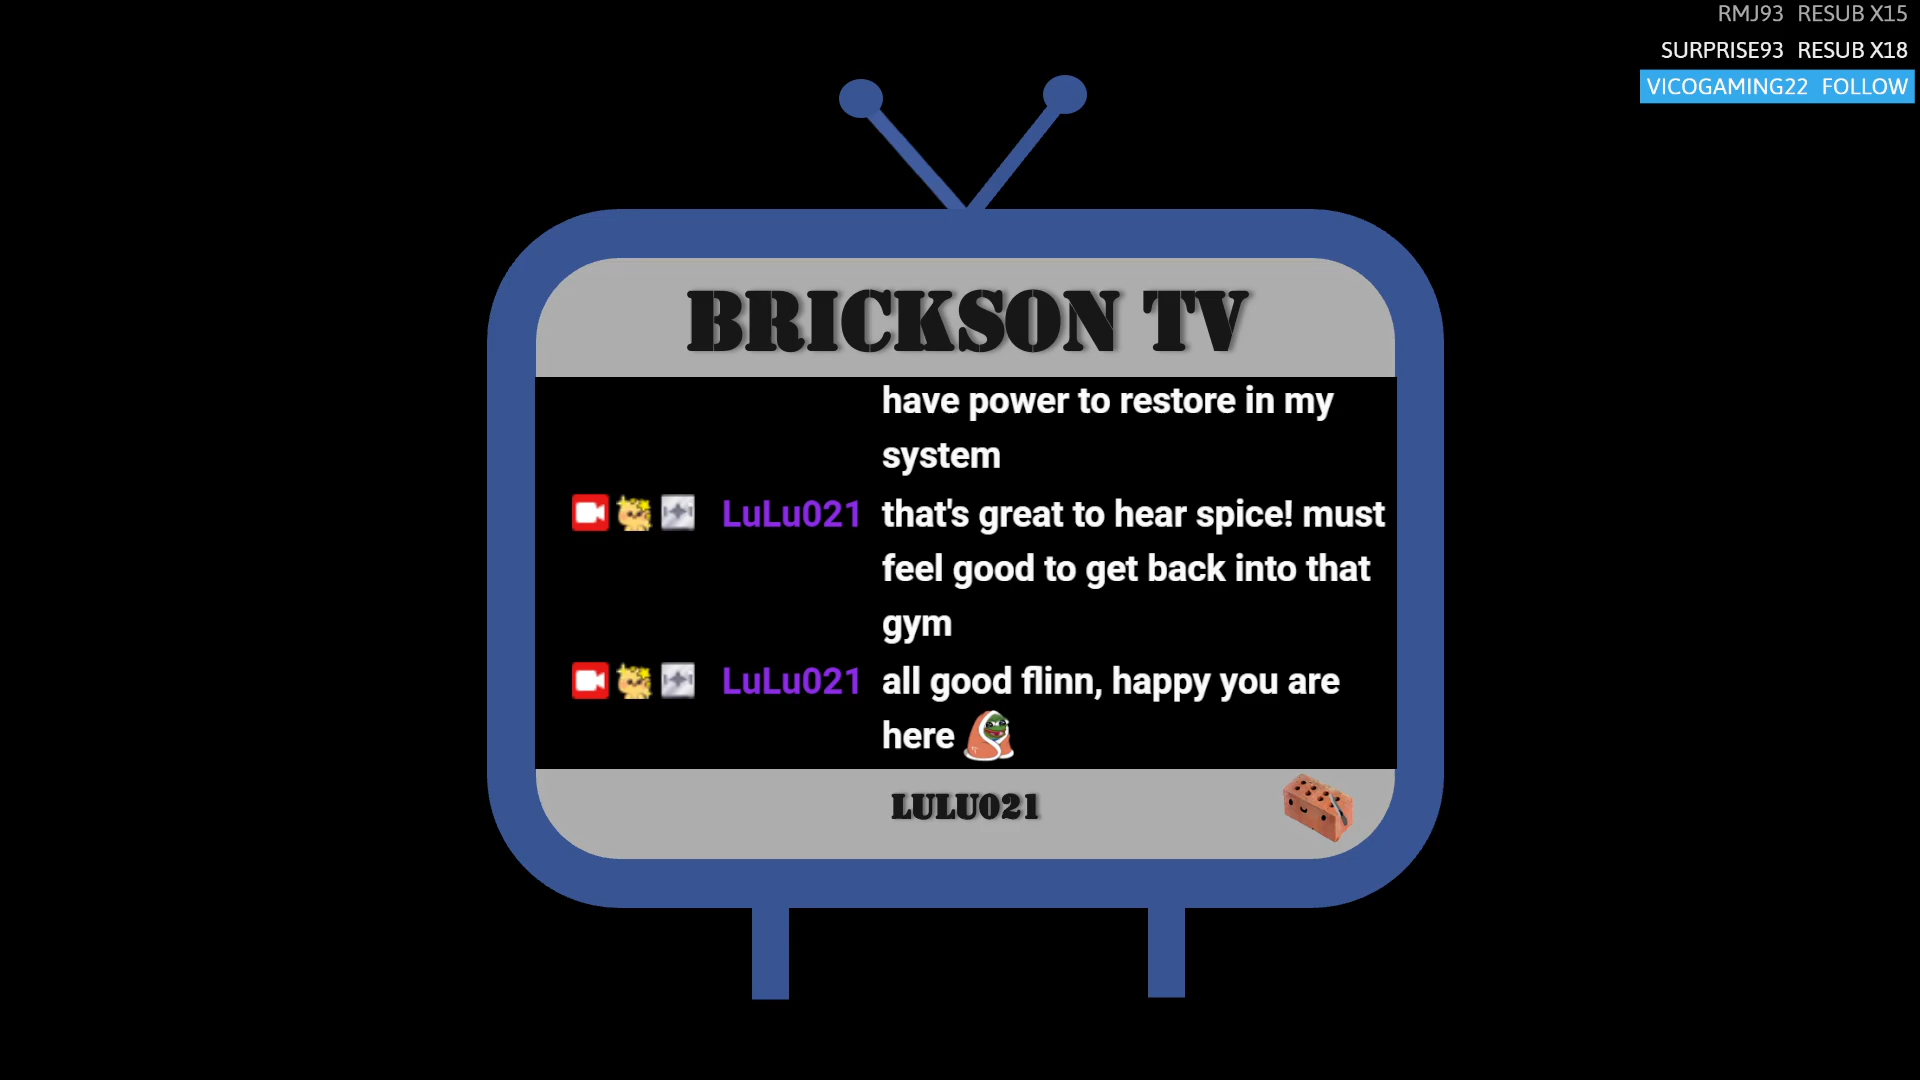 RMJ93 RESUB X15
SURPRISE93 RESUB X18
VICOGAMING22 FOLLOW
BRICKSON TV
have power to restore in my
system
LuLu021 that's great to hear spice! must
feel good to get back into that
gym
LuLu021 all good flinn, happy you are
here
LULU021